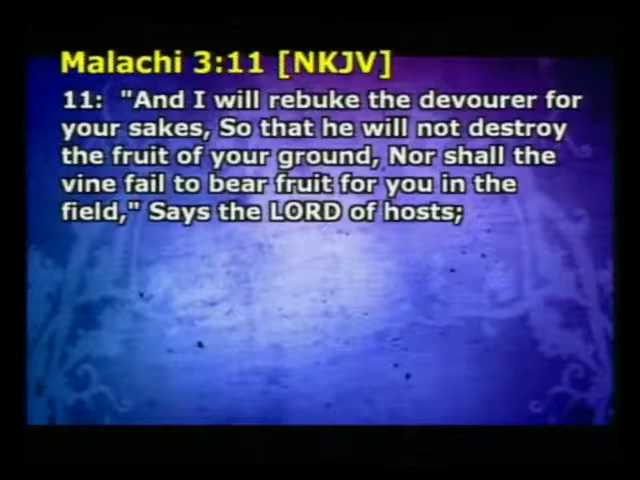 Malachi 3:11 [NKJV]
11: "And I will rebuke the devourer for
your sakes, So that he will not destroy
the fruit of your ground, Nor shall the
vine fail to bear fruit for you in the
field," Says the LORD of hosts;